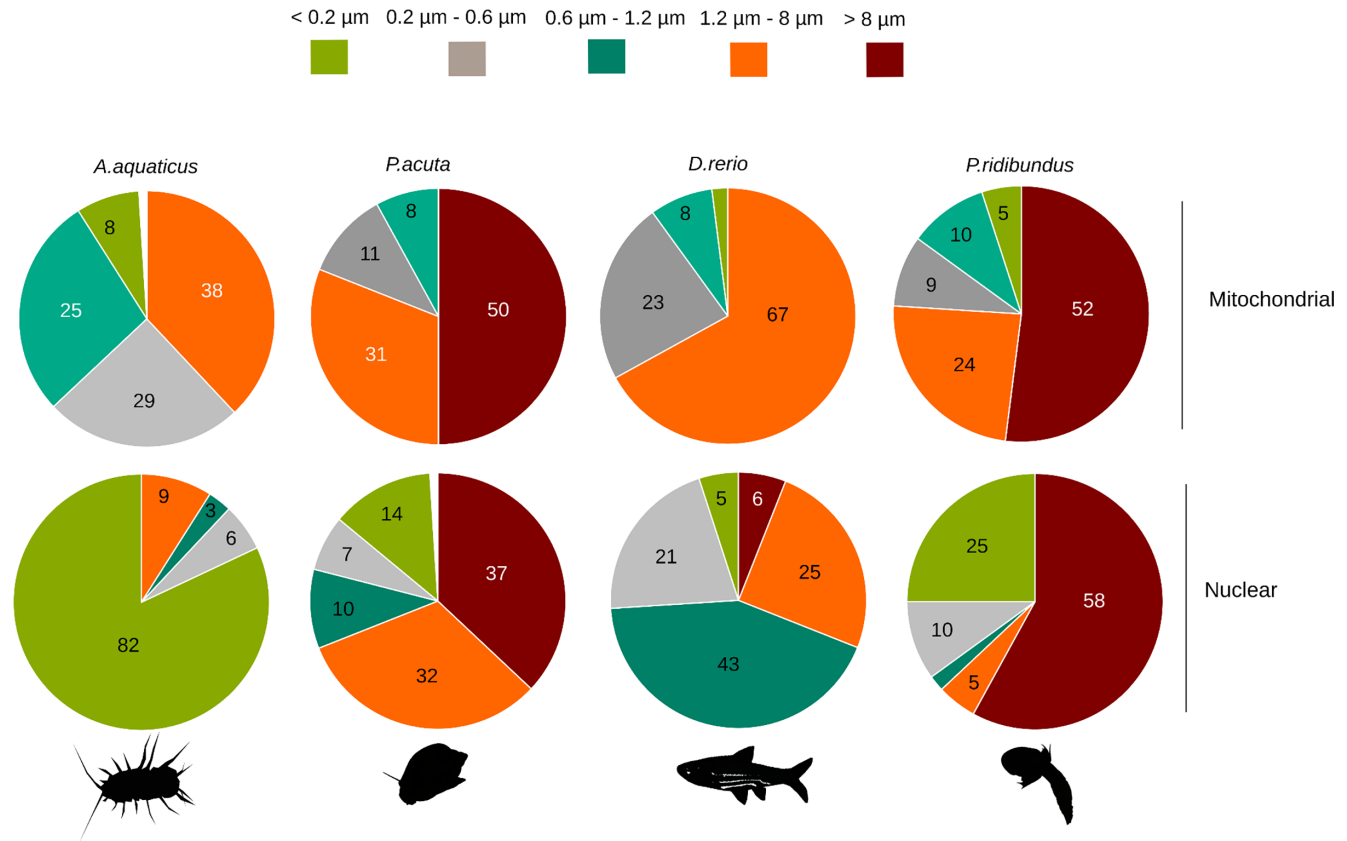 < 0.2 µm 0.2 µm - 0.6 µm 0.6 µm - 1.2 µm 1.2 µm - 8 µm > 8 µm
A.aquaticus P.acuta D.rerio P.ridibundus
8 38 25 29
8 11 50 31
8 23 67
5 10 9 52 24
Mitochondrial
9 3 6 82
14 7 37 10 32
5 6 21 25 43
25 58 10 5
Nuclear